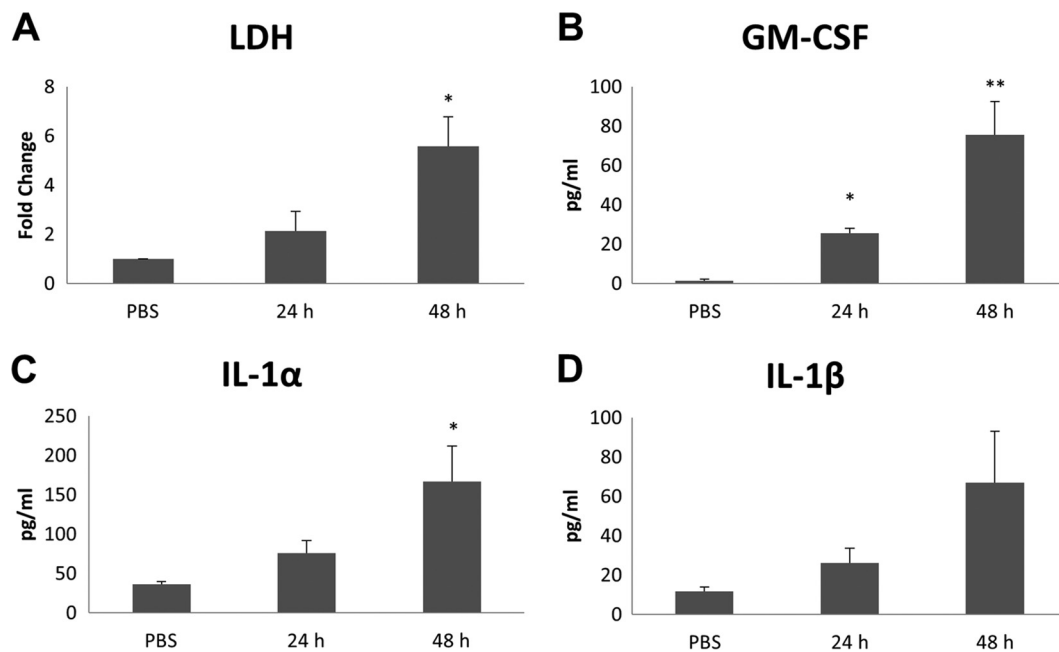 A
LDH
8
6
4
2
0
Fold Change
*
PBS
24 h
48 h
B
GM-CSF
100
80
60
40
20
0
pg/ml
*
**
PBS
24 h
48 h
C
IL-1α
250
200
150
100
50
0
pg/ml
*
PBS
24 h
48 h
D
IL-1β
100
80
60
40
20
0
pg/ml
PBS
24 h
48 h